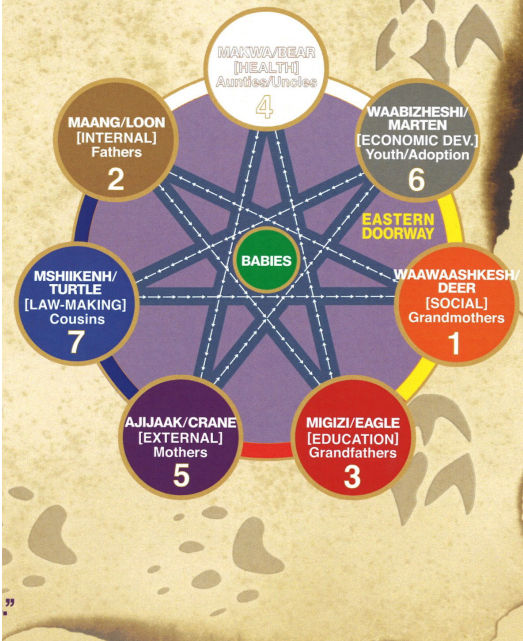 MAKWA/BEAR
[HEALTH]
Aunties/Uncles
4
MAANG/LOON
[INTERNAL]
Fathers
2
WAABIZHESHI/
MARTEN
[ECONOMIC DEV.]
Youth/Adoption
6
EASTERN
DOORWAY
BABIES
MSHIIKENH/
TURTLE
[LAW-MAKING]
Cousins
7
WAAWAASHKESH/
DEER
[SOCIAL]
Grandmothers
1
AJIJAAK/CRANE
[EXTERNAL]
Mothers
5
MIGIZI/EAGLE
[EDUCATION]
Grandfathers
3
.”